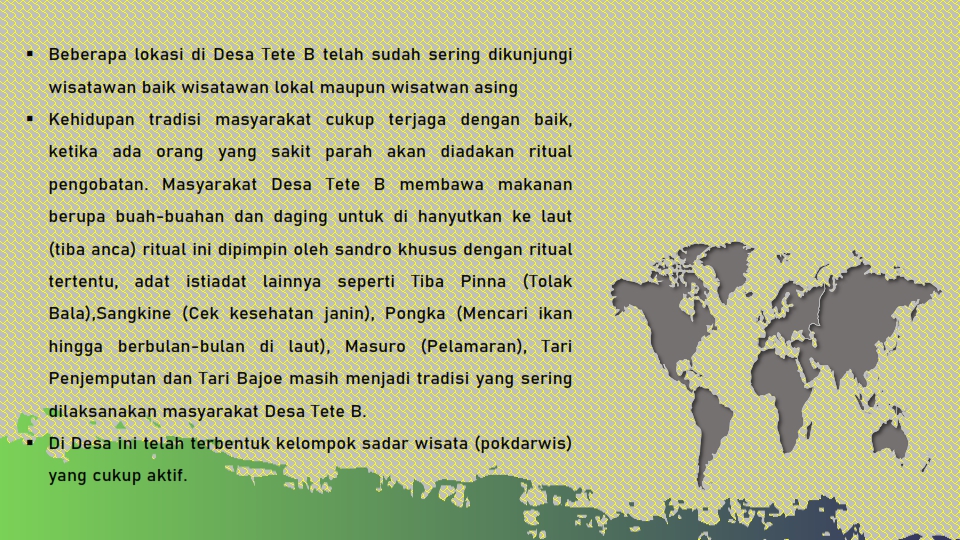 ▪ Beberapa lokasi di Desa Tete B telah sudah sering dikunjungi
wisatawan baik wisatawan lokal maupun wisatwan asing
▪ Kehidupan tradisi masyarakat cukup terjaga dengan baik,
ketika ada orang yang sakit parah akan diadakan ritual
pengobatan. Masyarakat Desa Tete B membawa makanan
berupa buah-buahan dan daging untuk di hanyutkan ke laut
(tiba anca) ritual ini dipimpin oleh sandro khusus dengan ritual
tertentu, adat istiadat lainnya seperti Tiba Pinna (Tolak
Bala),Sangkine (Cek kesehatan janin), Pongka (Mencari ikan
hingga berbulan-bulan di laut), Masuro (Pelamaran), Tari
Penjemputan dan Tari Bajoe masih menjadi tradisi yang sering
dilaksanakan masyarakat Desa Tete B.
▪ Di Desa ini telah terbentuk kelompok sadar wisata (pokdarwis)
yang cukup aktif.